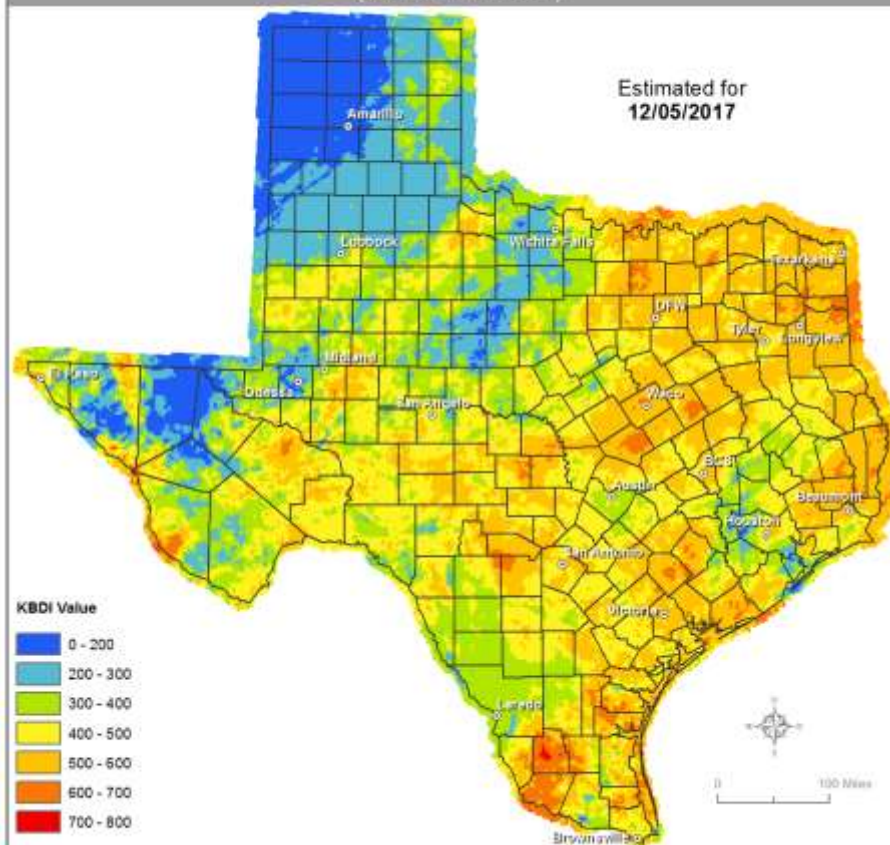 Estimated for
12/05/2017
Amarillo
Lubbock
Wichita Falls
Texarkana
DFW
Tyler
Longview
El Paso
Midland
Odessa
San Angelo
Waco
BCS
Austin
Beaumont
Houston
San Antonio
Victoria
Laredo
Brownsville
KBDI Value
0 - 200
200 - 300
300 - 400
400 - 500
500 - 600
600 - 700
700 - 800
0 100 Miles